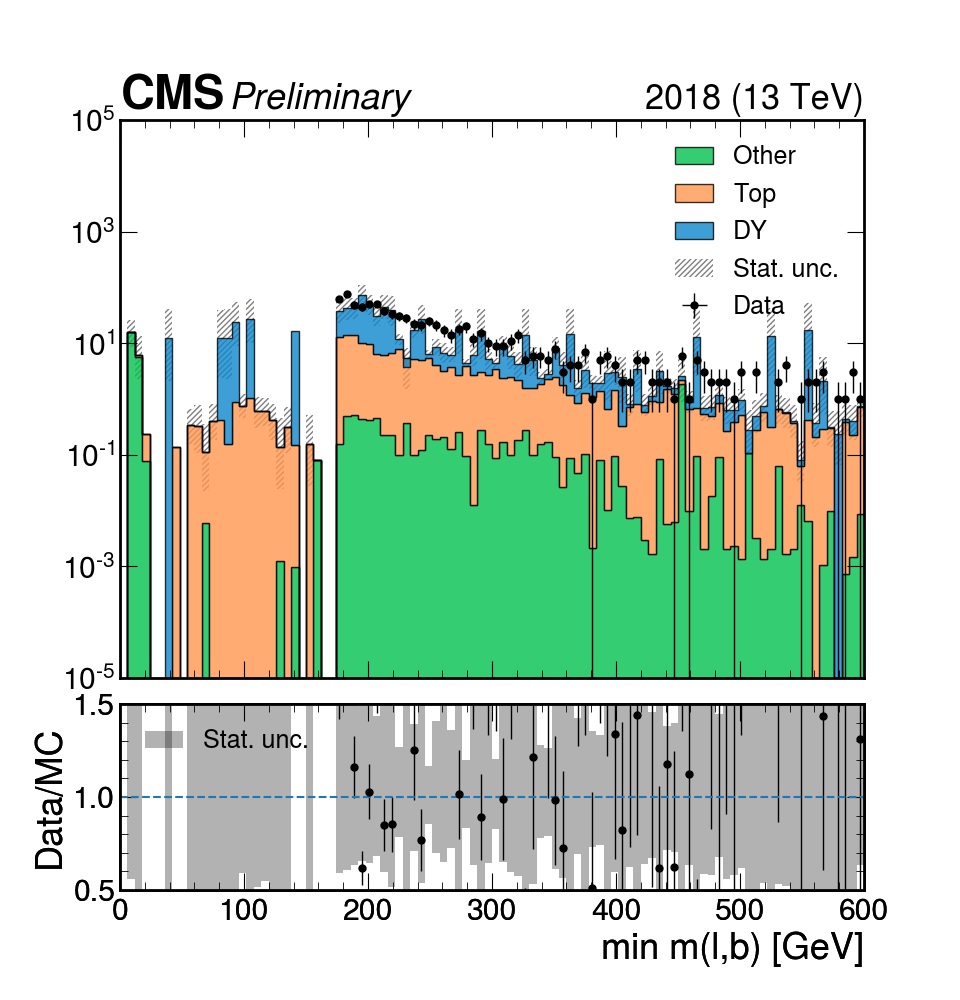 CMS Preliminary 2018 (13 TeV)
10^5
10^3
10^1
10^-1
10^-3
10^-5
Other
Top
DY
Stat. unc.
Data
1.5
1.0
0.5
Data/MC
Stat. unc.
0 100 200 300 400 500 600
min m(l,b) [GeV]